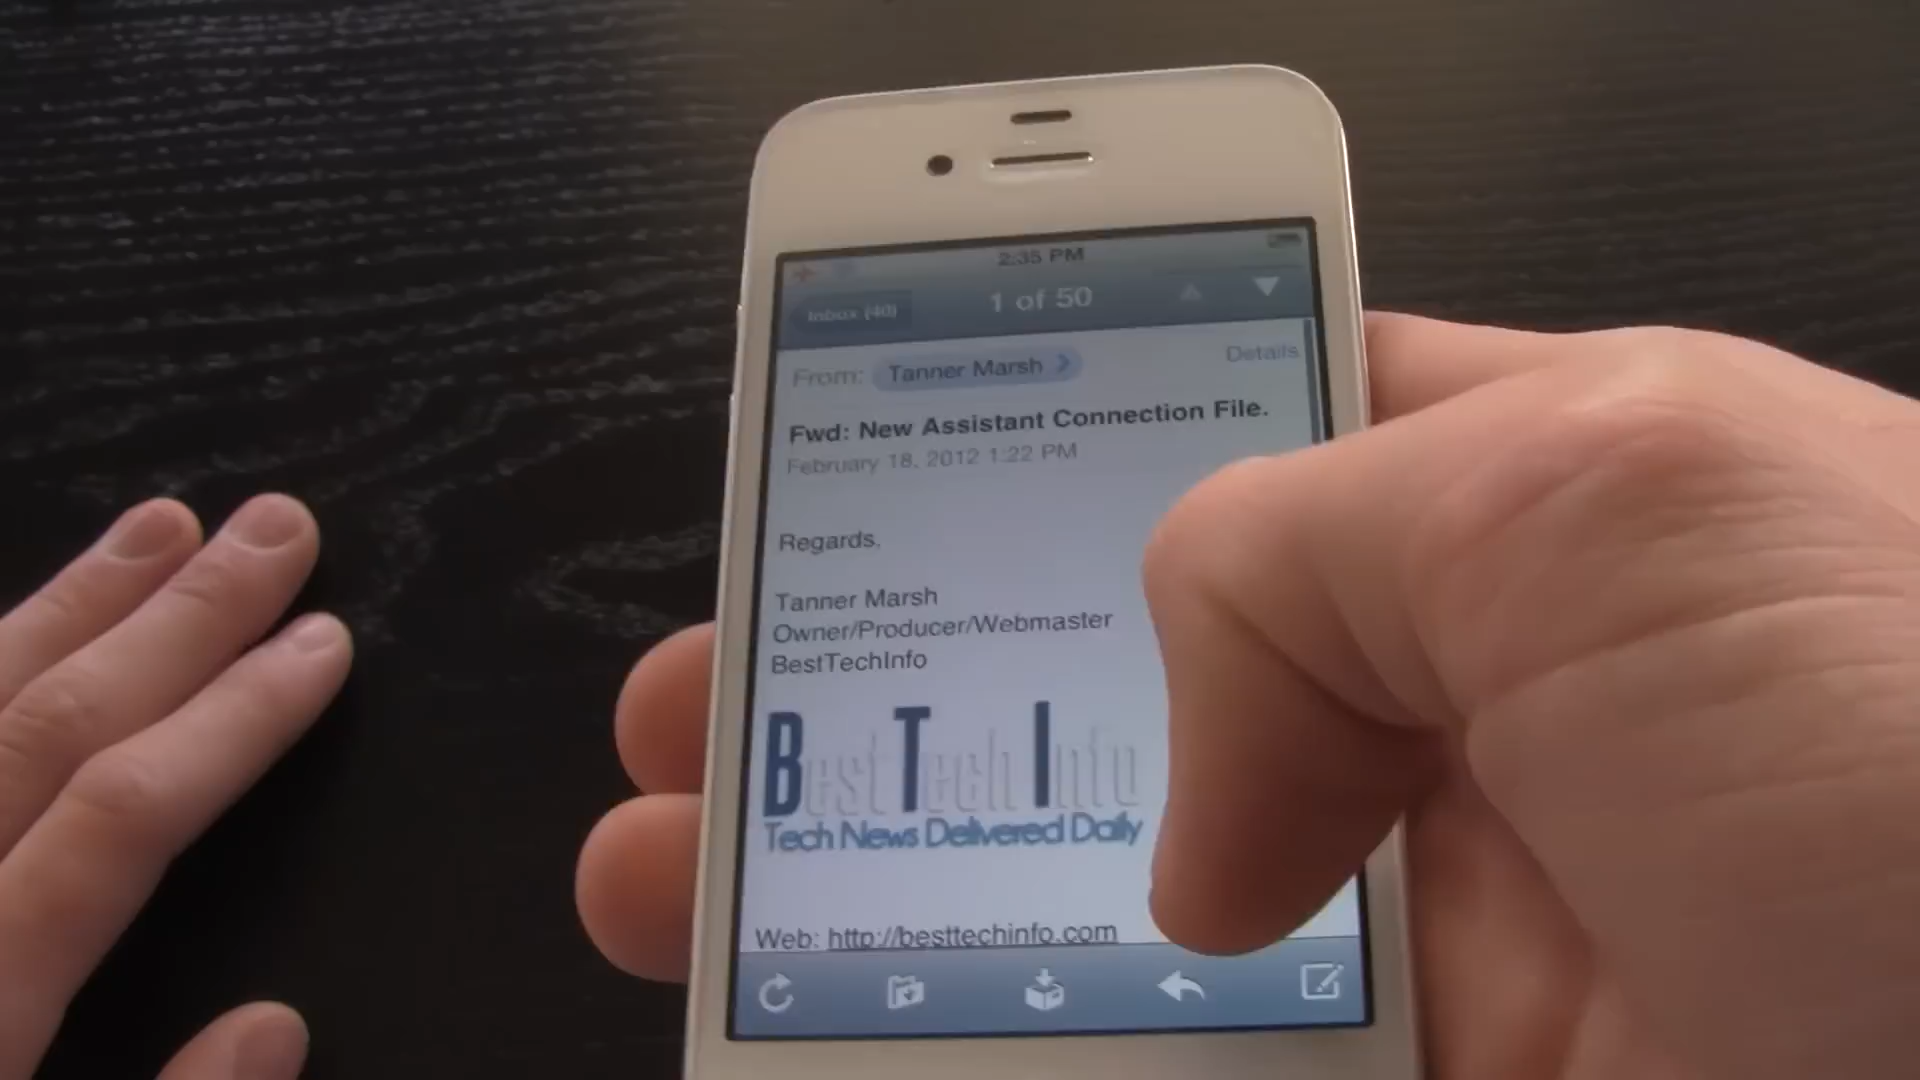 2:35 PM
Inbox (40)
1 of 50
From: Tanner Marsh
Details
Fwd: New Assistant Connection File.
February 18, 2012 1:22 PM
Regards,
Tanner Marsh
Owner/Producer/Webmaster
BestTechInfo
BestTechInfo
Tech News Delivered Daily
Web: http://besttechinfo.com